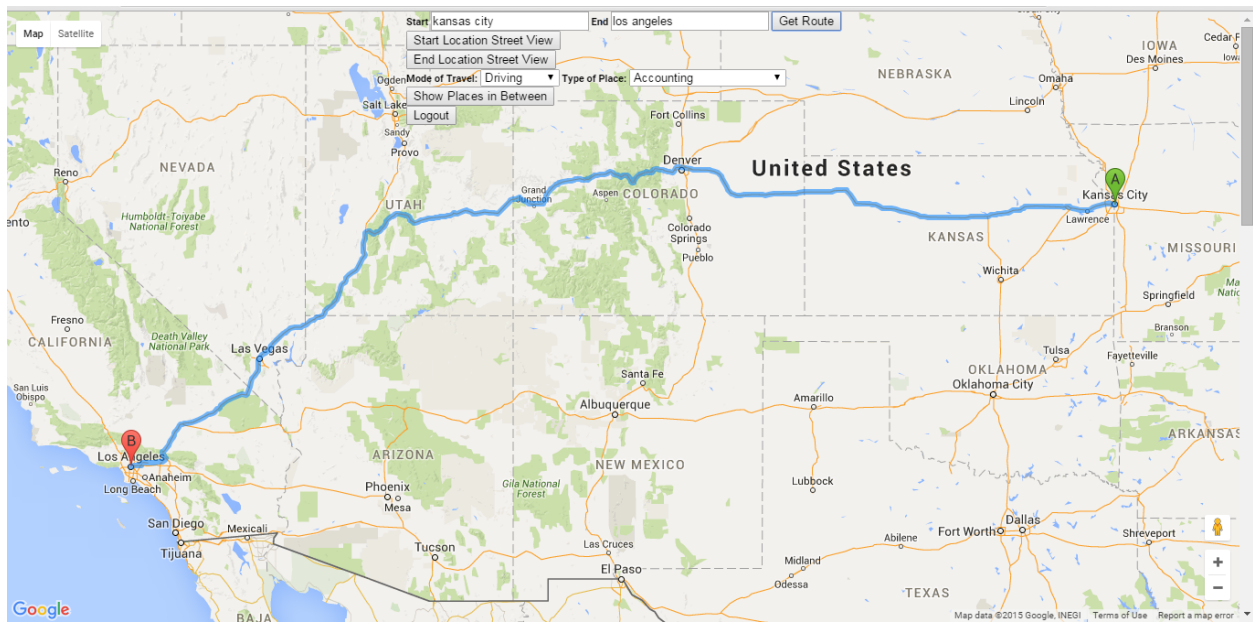 Map Satellite
Start kansas city End los angeles Get Route
Start Location Street View
End Location Street View
Mode of Travel: Driving Type of Place: Accounting
Show Places in Between
Logout
IOWA
Des Moines
NEBRASKA
Omaha
Lincoln
Ogden
Salt Lake
Sandy
Provo
Fort Collins
Reno
NEVADA
Denver
United States
Grand Junction
Aspen
COLORADO
UTAH
Kansas City
Lawrence
A
Humboldt-Toiyabe
National Forest
Colorado
Springs
Pueblo
KANSAS
MISSOURI
Wichita
Springfield
Fresno
CALIFORNIA
Death Valley
National Park
Las Vegas
Branson
Tulsa
Fayetteville
OKLAHOMA
Oklahoma City
San Luis
Obispo
Santa Fe
Albuquerque
Amarillo
B
Los Angeles
Anaheim
Long Beach
ARIZONA
NEW MEXICO
ARKANSAS
Phoenix
Mesa
Gila National
Forest
Lubbock
San Diego
Tijuana
Mexicali
Tucson
Las Cruces
El Paso
Abilene
Fort Worth
Dallas
Shreveport
Midland
Odessa
TEXAS
BAJA
Google
Map data ©2015 Google, INEGI Terms of Use Report a map error